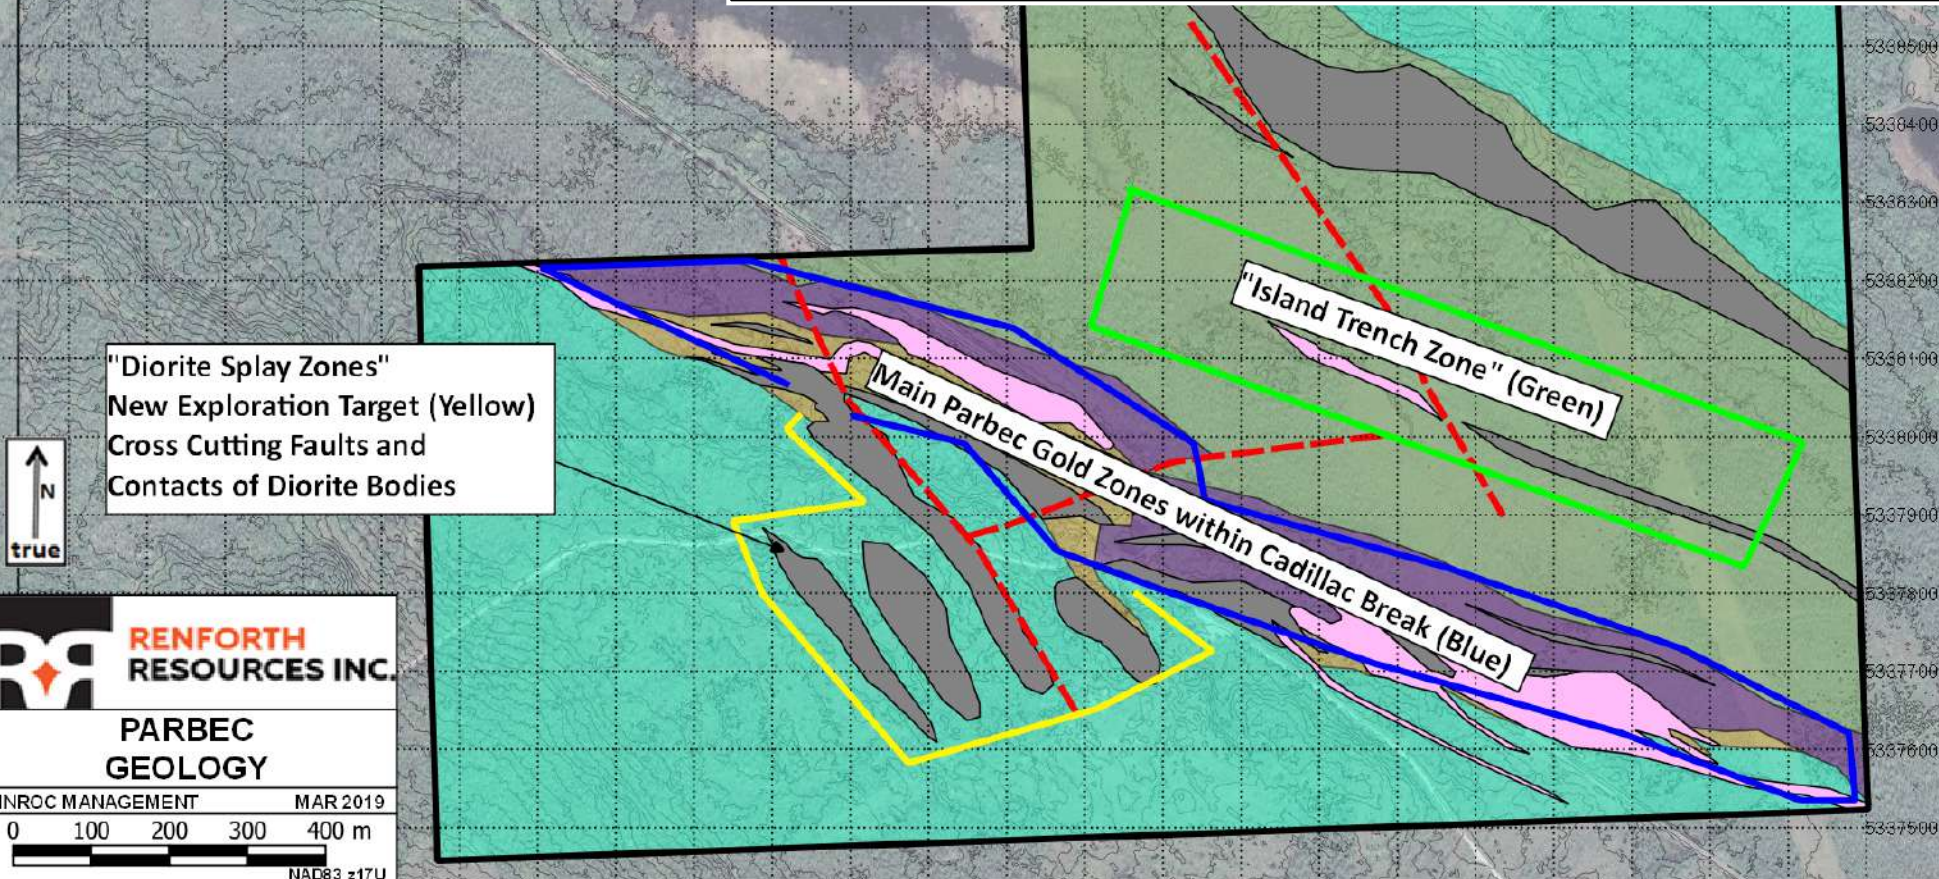 5338500
5338400
5338300
5338200
5338100
5338000
5337900
5337800
5337700
5337600
5337500
"Island Trench Zone" (Green)
Main Parbec Gold Zones within Cadillac Break (Blue)
"Diorite Splay Zones"
New Exploration Target (Yellow)
Cross Cutting Faults and
Contacts of Diorite Bodies
N
true
RENFORTH
RESOURCES INC.
PARBEC
GEOLOGY
INROC MANAGEMENT MAR 2019
0 100 200 300 400 m
NAD83 z17U